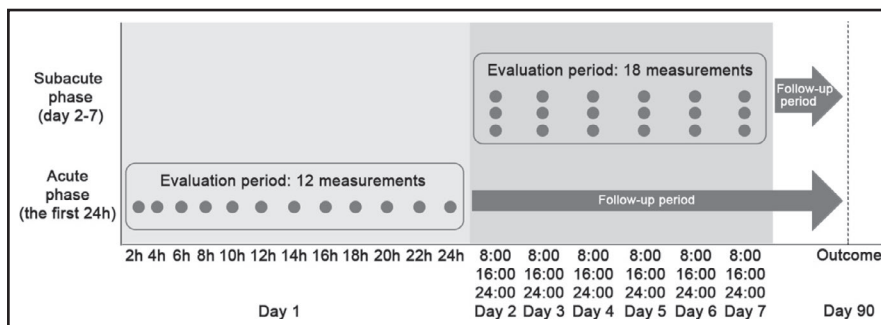 Subacute
phase
(day 2-7)
Evaluation period: 18 measurements
Follow-up
period
Acute
phase
(the first 24h)
Evaluation period: 12 measurements
Follow-up period
2h 4h 6h 8h 10h 12h 14h 16h 18h 20h 22h 24h
8:00 8:00 8:00 8:00 8:00 8:00 Outcome
16:00 16:00 16:00 16:00 16:00 16:00
24:00 24:00 24:00 24:00 24:00 24:00
Day 1 Day 2 Day 3 Day 4 Day 5 Day 6 Day 7 Day 90